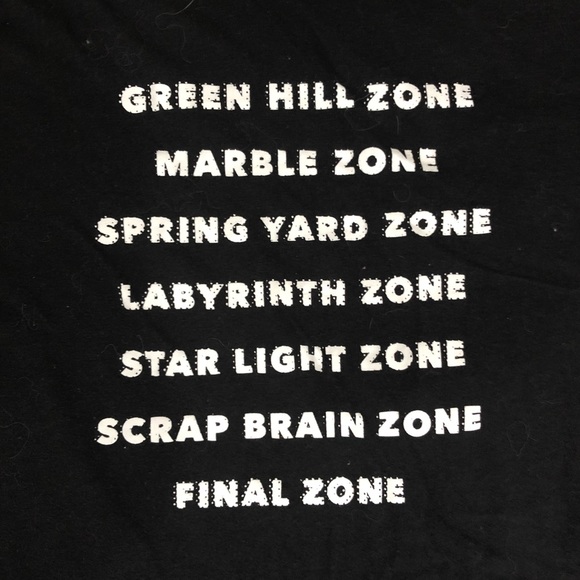 GREEN HILL ZONE
MARBLE ZONE
SPRING YARD ZONE
LABYRINTH ZONE
STAR LIGHT ZONE
SCRAP BRAIN ZONE
FINAL ZONE